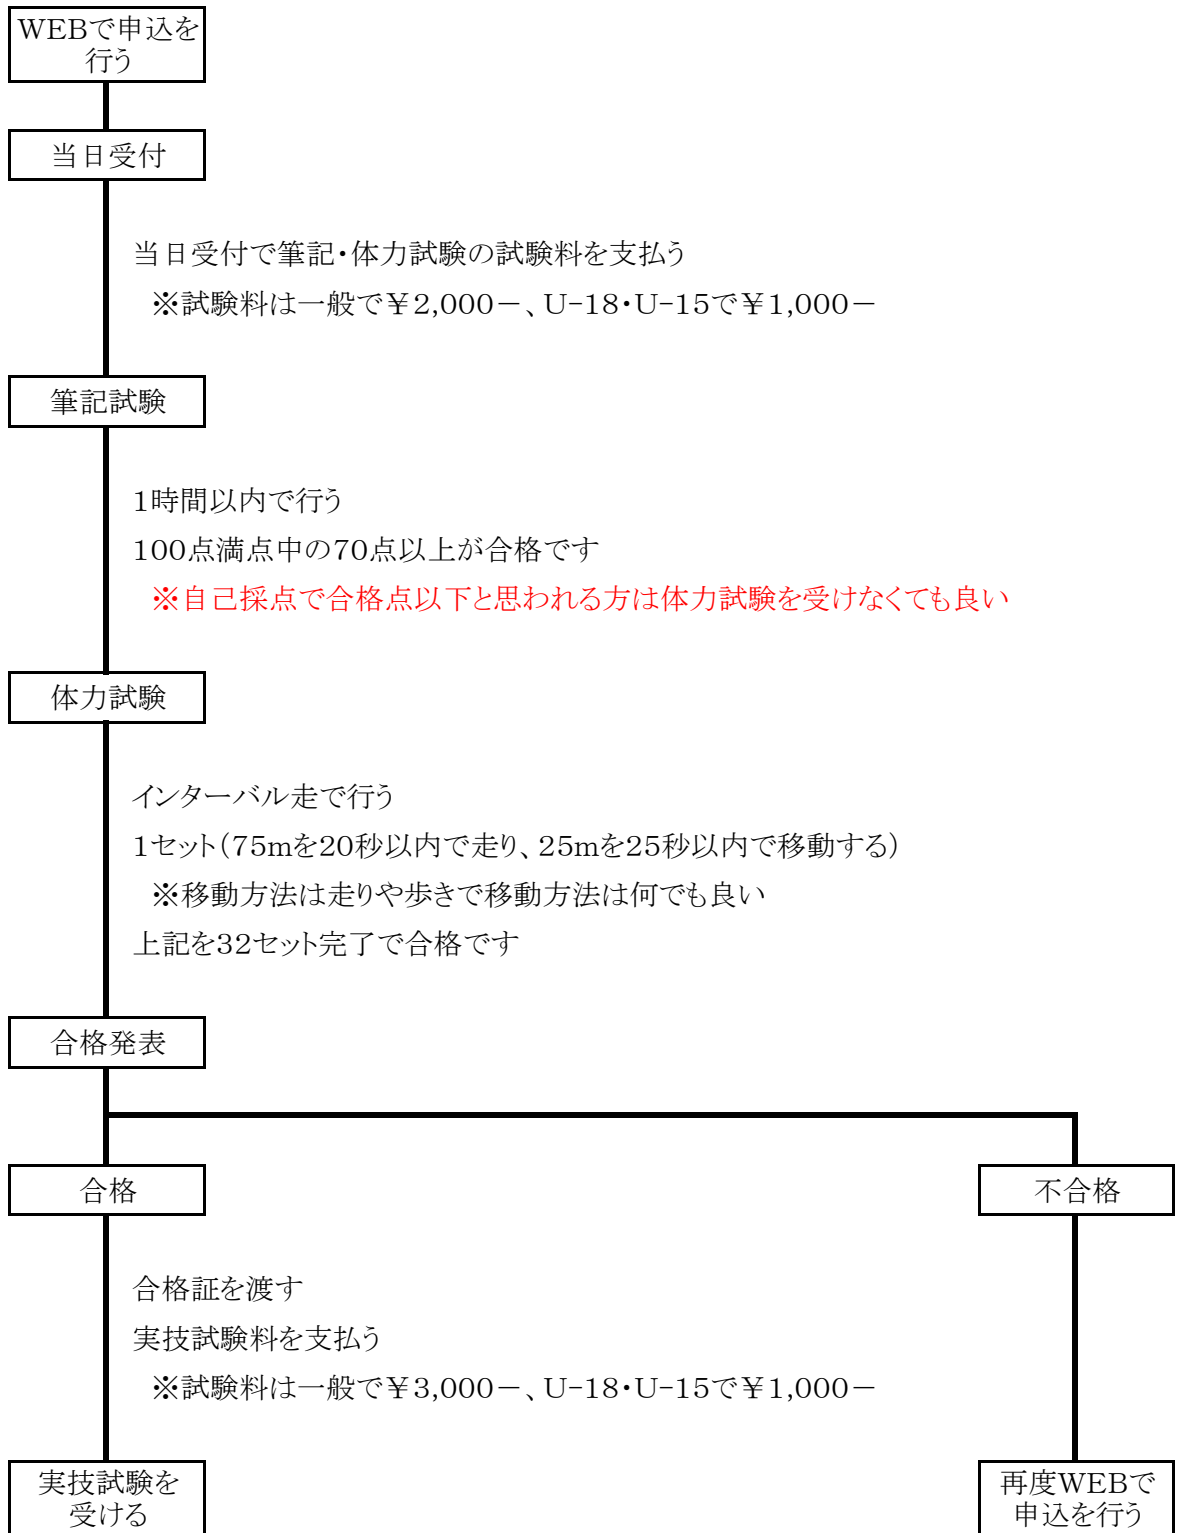 WEBで申込を
行う
当日受付
当日受付で筆記・体力試験の試験料を支払う
※試験料は一般で￥2,000－、U-18・U-15で￥1,000－
筆記試験
1時間以内で行う
100点満点中の70点以上が合格です
※自己採点で合格点以下と思われる方は体力試験を受けなくても良い
体力試験
インターバル走で行う
1セット（75mを20秒以内で走り、25mを25秒以内で移動する）
※移動方法は走りや歩きで移動方法は何でも良い
上記を32セット完了で合格です
合格発表
合格
不合格
合格証を渡す
実技試験料を支払う
※試験料は一般で￥3,000－、U-18・U-15で￥1,000－
実技試験を
受ける
再度WEBで
申込を行う